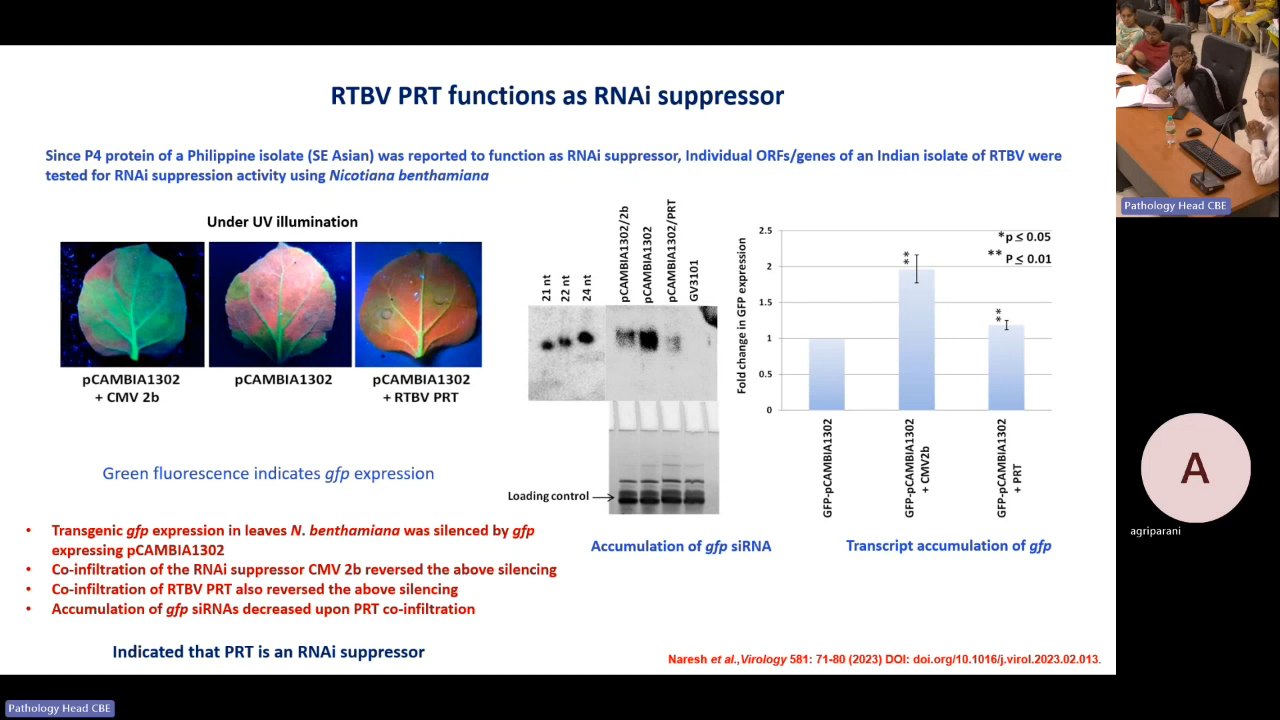 RTBV PRT functions as RNAi suppressor
Since P4 protein of a Philippine isolate (SE Asian) was reported to function as RNAi suppressor, Individual ORFs/genes of an Indian isolate of RTBV were
tested for RNAi suppression activity using Nicotiana benthamiana
Under UV illumination
pCAMBIA1302
+ CMV 2b
pCAMBIA1302
pCAMBIA1302
+ RTBV PRT
Green fluorescence indicates gfp expression
21 nt
22 nt
24 nt
pCAMBIA1302/2b
pCAMBIA1302
pCAMBIA1302/PRT
GV3101
Loading control
Accumulation of gfp siRNA
Fold change in GFP expression
2.5
2
1.5
1
0.5
0
*p ≤ 0.05
** P ≤ 0.01
**
**
GFP-pCAMBIA1302
GFP-pCAMBIA1302
+ CMV2b
GFP-pCAMBIA1302
+ PRT
Transcript accumulation of gfp
• Transgenic gfp expression in leaves N. benthamiana was silenced by gfp
expressing pCAMBIA1302
• Co-infiltration of the RNAi suppressor CMV 2b reversed the above silencing
• Co-infiltration of RTBV PRT also reversed the above silencing
• Accumulation of gfp siRNAs decreased upon PRT co-infiltration
Indicated that PRT is an RNAi suppressor
Naresh et al.,Virology 581: 71-80 (2023) DOI: doi.org/10.1016/j.virol.2023.02.013.
Pathology Head CBE
A
agriparani
Pathology Head CBE